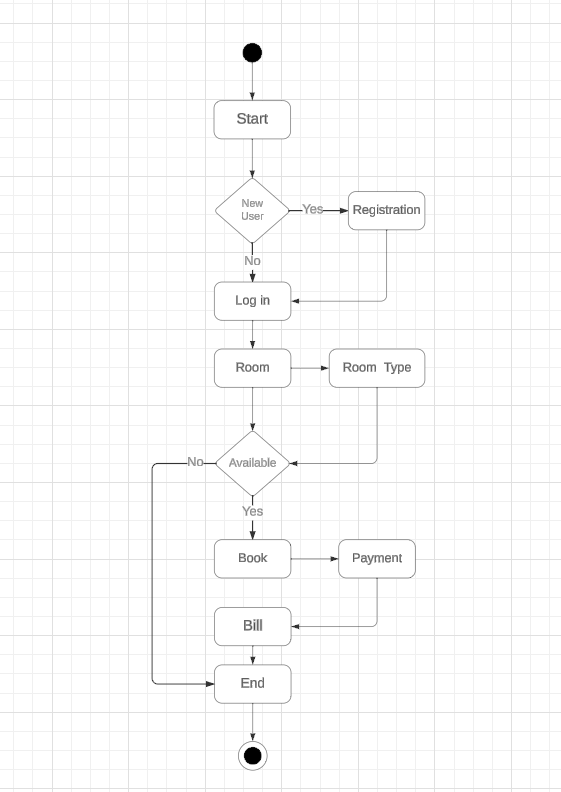 Start
New
User
Yes
Registration
No
Log in
Room
Room Type
Available
No
Yes
Book
Payment
Bill
End